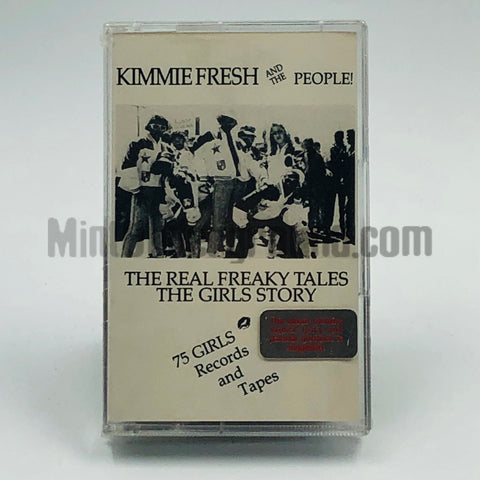 KIMMIE FRESH AND THE PEOPLE!
THE REAL FREAKY TALES
THE GIRLS STORY
75 GIRLS
Records
and
Tapes